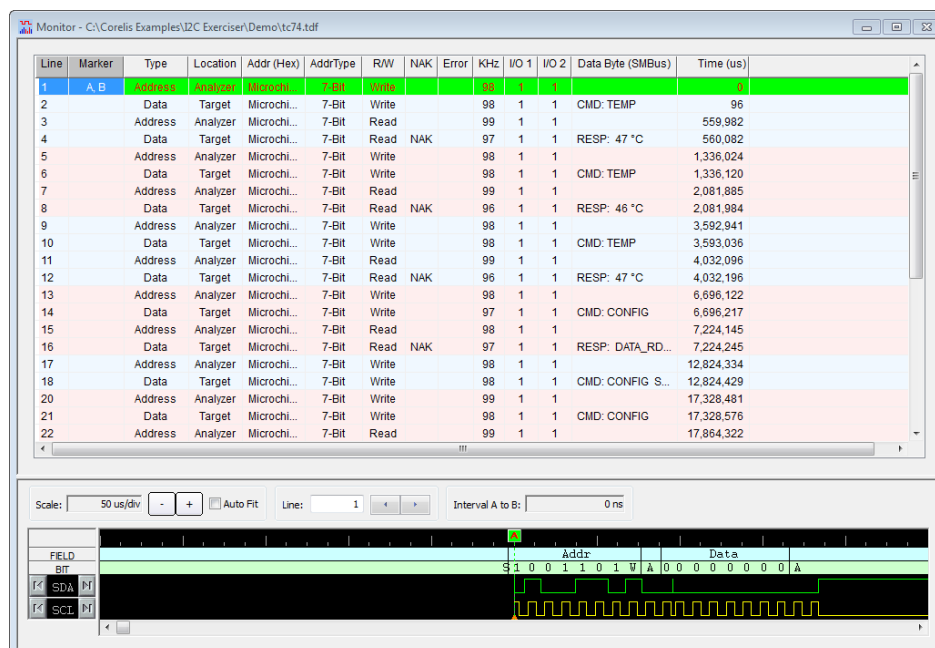 Monitor - C:\Corelis Examples\I2C Exerciser\Demo\tc74.tdf
Line Marker Type Location Addr (Hex) AddrType R/W NAK Error KHz I/O 1 I/O 2 Data Byte (SMBus) Time (us)
1 A, B Address Analyzer Microchi... 7-Bit Write 98 1 1 0
2 Data Target Microchi... 7-Bit Write 98 1 1 CMD: TEMP 96
3 Address Analyzer Microchi... 7-Bit Read 99 1 1 559,982
4 Data Target Microchi... 7-Bit Read NAK 97 1 1 RESP: 47 °C 560,082
5 Address Analyzer Microchi... 7-Bit Write 98 1 1 1,336,024
6 Data Target Microchi... 7-Bit Write 98 1 1 CMD: TEMP 1,336,120
7 Address Analyzer Microchi... 7-Bit Read 99 1 1 2,081,885
8 Data Target Microchi... 7-Bit Read NAK 96 1 1 RESP: 46 °C 2,081,984
9 Address Analyzer Microchi... 7-Bit Write 98 1 1 3,592,941
10 Data Target Microchi... 7-Bit Write 98 1 1 CMD: TEMP 3,593,036
11 Address Analyzer Microchi... 7-Bit Read 99 1 1 4,032,096
12 Data Target Microchi... 7-Bit Read NAK 96 1 1 RESP: 47 °C 4,032,196
13 Address Analyzer Microchi... 7-Bit Write 98 1 1 6,696,122
14 Data Target Microchi... 7-Bit Write 97 1 1 CMD: CONFIG 6,696,217
15 Address Analyzer Microchi... 7-Bit Read 98 1 1 7,224,145
16 Data Target Microchi... 7-Bit Read NAK 97 1 1 RESP: DATA_RD... 7,224,245
17 Address Analyzer Microchi... 7-Bit Write 98 1 1 12,824,334
18 Data Target Microchi... 7-Bit Write 98 1 1 CMD: CONFIG S... 12,824,429
20 Address Analyzer Microchi... 7-Bit Write 99 1 1 17,328,481
21 Data Target Microchi... 7-Bit Write 98 1 1 CMD: CONFIG 17,328,576
22 Address Analyzer Microchi... 7-Bit Read 99 1 1 17,864,322
Scale: 50 us/div - + Auto Fit Line: 1 Interval A to B: 0 ns
A
FIELD Addr Data
BIT S 1 0 0 1 1 0 1 W A 0 0 0 0 0 0 0 0 A
SDA
SCL